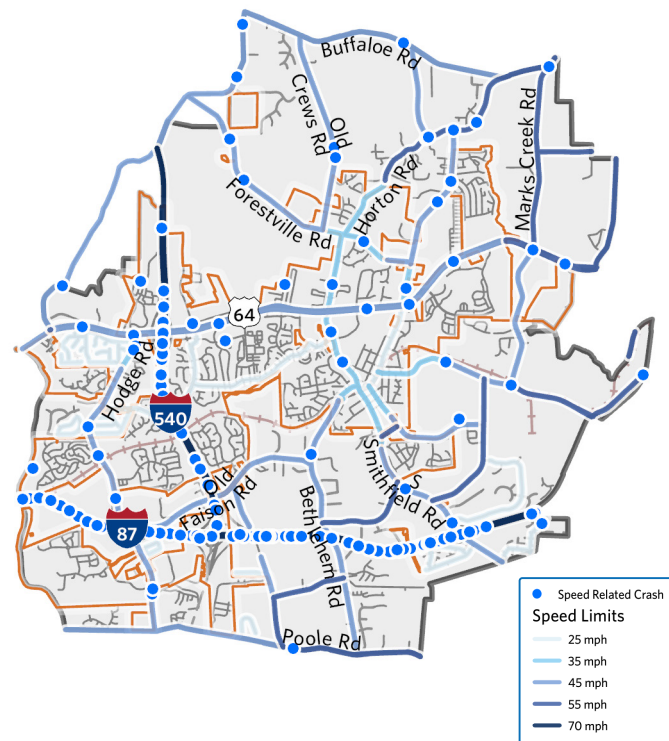 Buffaloe Rd
Old
Crews Rd
Marks Creek Rd
Horton Rd
Forestville Rd
64
Hodge Rd
540
Old
Faison Rd
S
Smithfield Rd
87
Bethlehem Rd
Poole Rd
Speed Related Crash
Speed Limits
25 mph
35 mph
45 mph
55 mph
70 mph